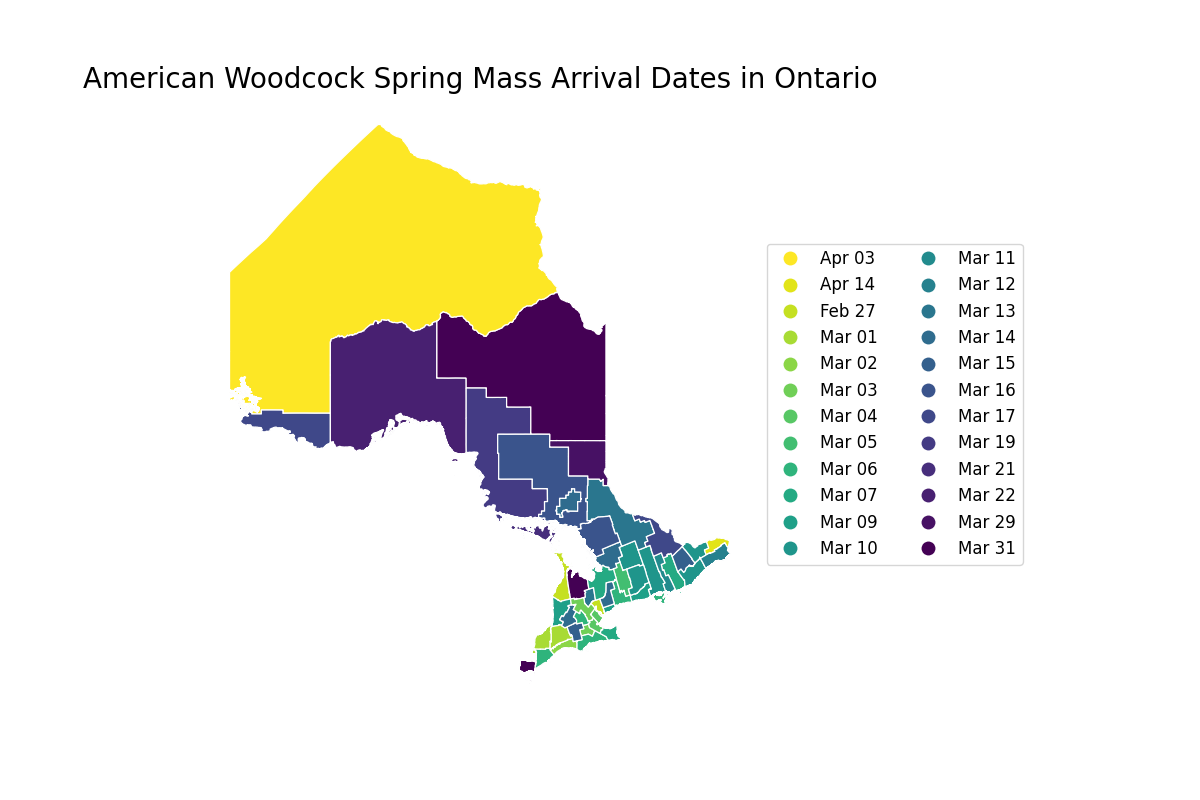 American Woodcock Spring Mass Arrival Dates in Ontario
Apr 03
Apr 14
Feb 27
Mar 01
Mar 02
Mar 03
Mar 04
Mar 05
Mar 06
Mar 07
Mar 09
Mar 10
Mar 11
Mar 12
Mar 13
Mar 14
Mar 15
Mar 16
Mar 17
Mar 19
Mar 21
Mar 22
Mar 29
Mar 31